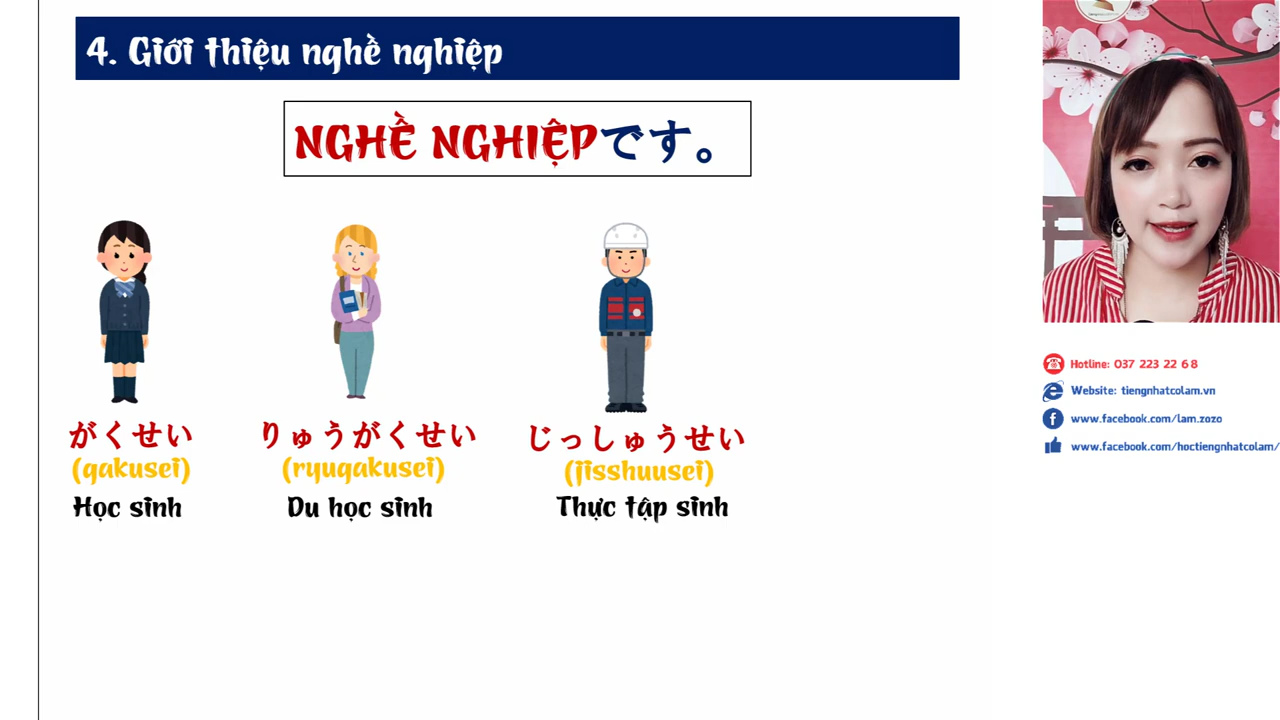 4. Giới thiệu nghề nghiệp
NGHỀ NGHIỆPです。
がくせい
(gakusei)
Học sinh
りゅうがくせい
(ryugakusei)
Du học sinh
じっしゅうせい
(jisshuusei)
Thực tập sinh
Hotline: 037 223 22 68
Website: tiengnhatcolam.vn
www.facebook.com/lam.zozo
www.facebook.com/hoctiengnhatcolam/